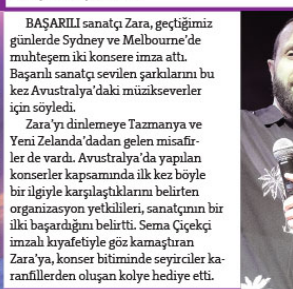 BAŞARILI sanatçı Zara, geçtiğimiz
günlerde Sydney ve Melbourne'de
muhteşem iki konsere imza attı.
Başarılı sanatçı sevilen şarkılarını bu
kez Avustralya'daki müzikseverler
için söyledi.
Zara'yı dinlemeye Tazmanya ve
Yeni Zelanda'dadan gelen misafir-
ler de vardı. Avustralya'da yapılan
konserler kapsamında ilk kez böyle
bir ilgiyle karşılaştıklarını belirten
organizasyon yetkilileri, sanatçının bir
ilki başardığını belirtti. Sema Çiçekçi
imzalı kıyafetiyle göz kamaştıran
Zara'ya, konser bitiminde seyirciler ka-
ranfillerden oluşan kolye hediye etti.